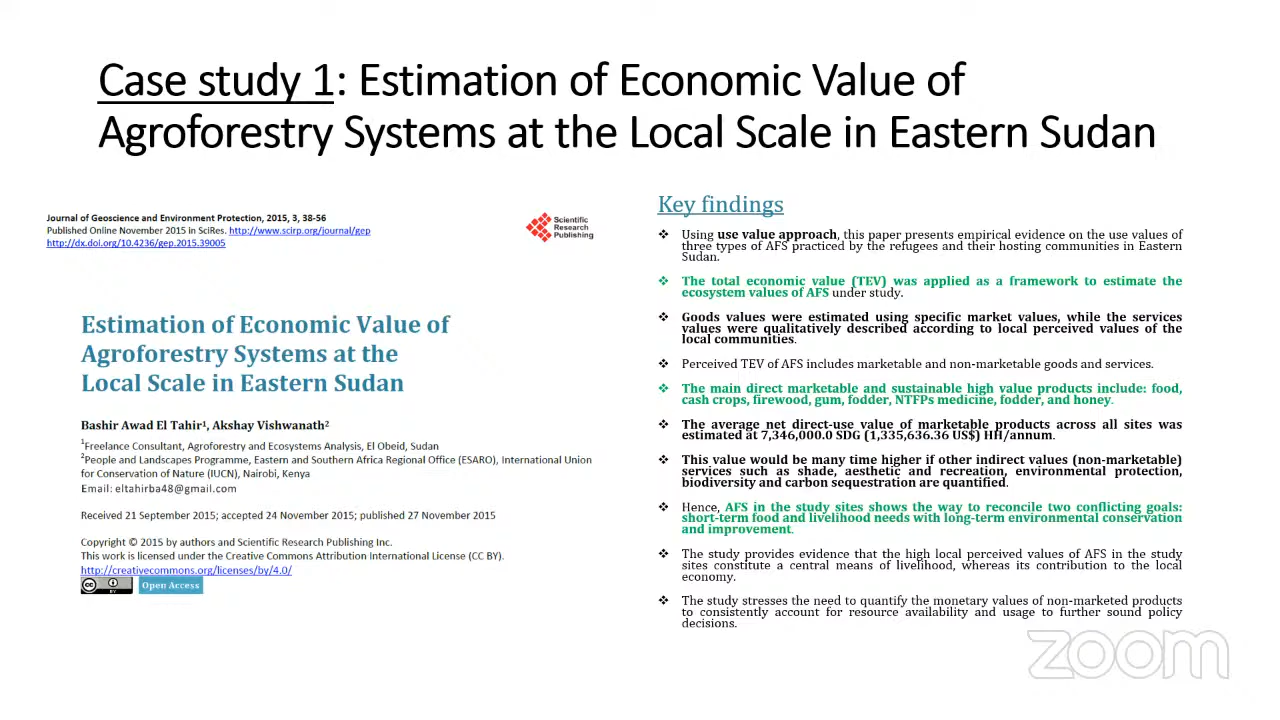 Case study 1: Estimation of Economic Value of
Agroforestry Systems at the Local Scale in Eastern Sudan
Journal of Geoscience and Environment Protection, 2015, 3, 38-56
Published Online November 2015 in SciRes. http://www.scirp.org/journal/gep
http://dx.doi.org/10.4236/gep.2015.39005
Scientific
Research
Publishing
Estimation of Economic Value of
Agroforestry Systems at the
Local Scale in Eastern Sudan
Bashir Awad El Tahir1, Akshay Vishwanath2
1Freelance Consultant, Agroforestry and Ecosystems Analysis, El Obeid, Sudan
2People and Landscapes Programme, Eastern and Southern Africa Regional Office (ESARO), International Union
for Conservation of Nature (IUCN), Nairobi, Kenya
Email: eltahirba48@gmail.com
Received 21 September 2015; accepted 24 November 2015; published 27 November 2015
Copyright © 2015 by authors and Scientific Research Publishing Inc.
This work is licensed under the Creative Commons Attribution International License (CC BY).
http://creativecommons.org/licenses/by/4.0/
cc BY Open Access
Key findings
❖ Using use value approach, this paper presents empirical evidence on the use values of
three types of AFS practiced by the refugees and their hosting communities in Eastern
Sudan.
❖ The total economic value (TEV) was applied as a framework to estimate the
ecosystem values of AFS under study.
❖ Goods values were estimated using specific market values, while the services
values were qualitatively described according to local perceived values of the
local communities.
❖ Perceived TEV of AFS includes marketable and non-marketable goods and services.
❖ The main direct marketable and sustainable high value products include: food,
cash crops, firewood, gum, fodder, NTFPs medicine, fodder, and honey.
❖ The average net direct-use value of marketable products across all sites was
estimated at 7,346,000.0 SDG (1,335,636.36 US$) HH/annum.
❖ This value would be many time higher if other indirect values (non-marketable)
services such as shade, aesthetic and recreation, environmental protection,
biodiversity and carbon sequestration are quantified.
❖ Hence, AFS in the study sites shows the way to reconcile two conflicting goals:
short-term food and livelihood needs with long-term environmental conservation
and improvement.
❖ The study provides evidence that the high local perceived values of AFS in the study
sites constitute a central means of livelihood, whereas its contribution to the local
economy.
❖ The study stresses the need to quantify the monetary values of non-marketed products
to consistently account for resource availability and usage to further sound policy
decisions.
zoom